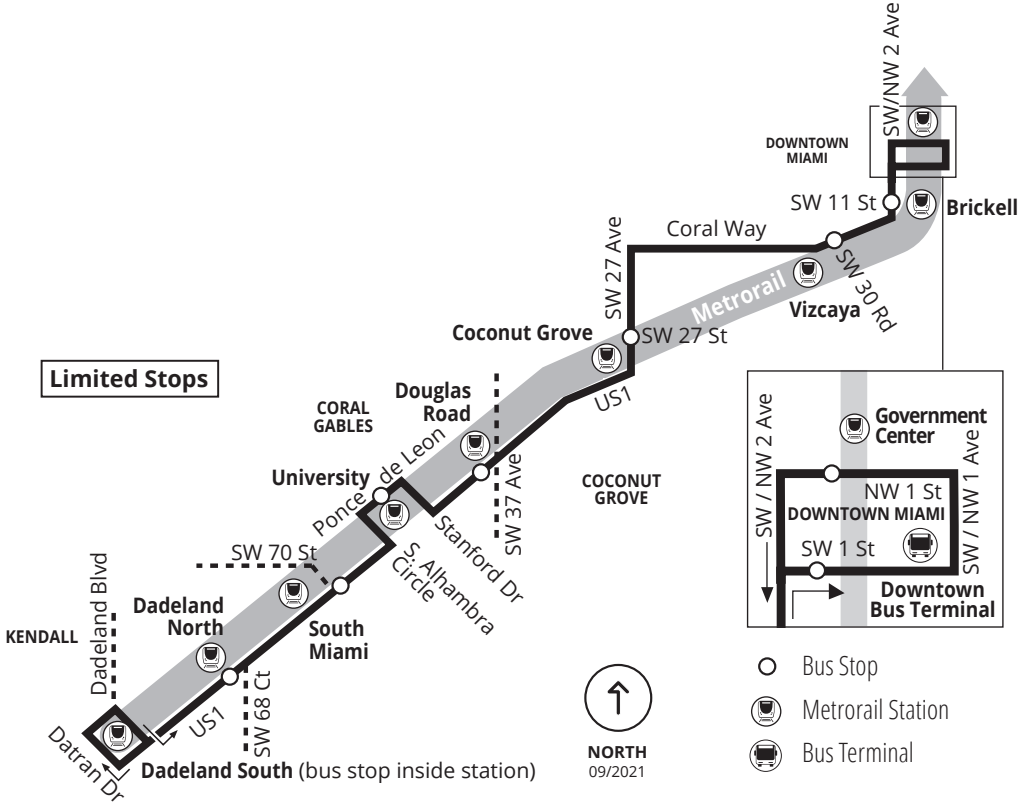 SW/NW 2 Ave
DOWNTOWN
MIAMI
SW 11 St
Brickell
Coral Way
SW 27 Ave
SW 30 Rd
Metrorail
Vizcaya
Coconut Grove
SW 27 St
Limited Stops
Douglas
Road
US1
CORAL
GABLES
Ponce de Leon
University
SW 37 Ave
COCONUT
GROVE
Stanford Dr
S. Alhambra
Circle
SW 70 St
Dadeland Blvd
Dadeland
North
South
Miami
KENDALL
SW 68 Ct
US1
Datran Dr
Dadeland South (bus stop inside station)
SW / NW 2 Ave
Government
Center
SW / NW 1 Ave
NW 1 St
DOWNTOWN MIAMI
SW 1 St
Downtown
Bus Terminal
NORTH
09/2021
Bus Stop
Metrorail Station
Bus Terminal